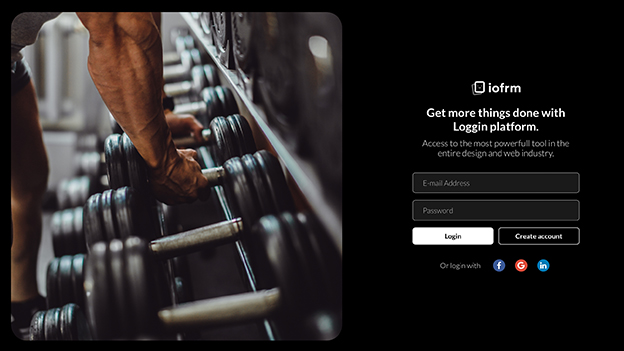 iofrm
Get more things done with
Loggin platform.
Access to the most powerfull tool in the
entire design and web industry.
E-mail Address
Password
Login Create account
Or login with